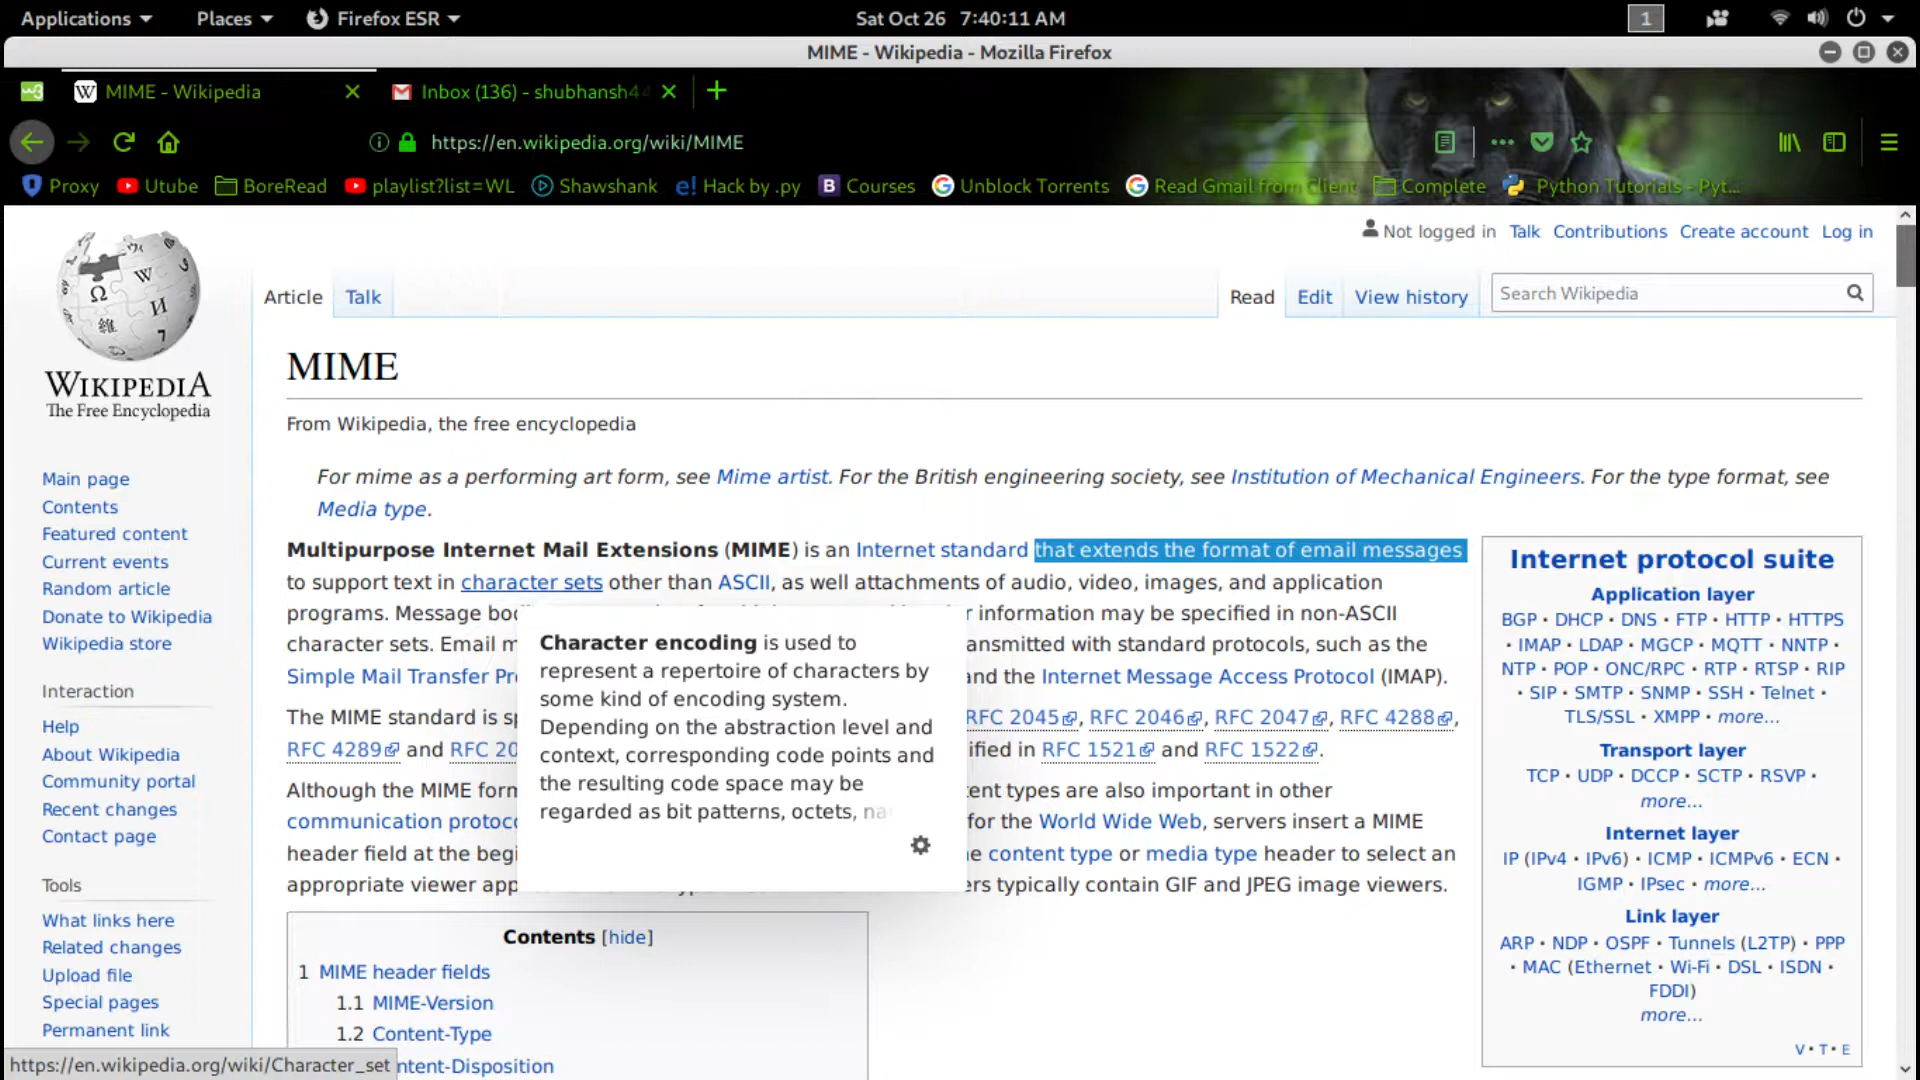 Applications Places Firefox ESR Sat Oct 26 7:40:11 AM 1
MIME - Wikipedia - Mozilla Firefox
MIME - Wikipedia Inbox (136) - shubhansh4
https://en.wikipedia.org/wiki/MIME
Proxy Utube BoreRead playlist?list=WL Shawshank Hack by .py Courses Unblock Torrents Read Gmail from Client Complete Python Tutorials - Pyt...
Not logged in Talk Contributions Create account Log in
Article Talk Read Edit View history Search Wikipedia
WIKIPEDIA
The Free Encyclopedia
MIME
From Wikipedia, the free encyclopedia
For mime as a performing art form, see Mime artist. For the British engineering society, see Institution of Mechanical Engineers. For the type format, see
Media type.
Multipurpose Internet Mail Extensions (MIME) is an Internet standard that extends the format of email messages
to support text in character sets other than ASCII, as well attachments of audio, video, images, and application
programs. Message information may be specified in non-ASCII
character sets. Email ansmitted with standard protocols, such as the
Simple Mail Transfer and the Internet Message Access Protocol (IMAP).
The MIME standard is RFC 2045, RFC 2046, RFC 2047, RFC 4288,
RFC 4289 and RFC 20 ified in RFC 1521 and RFC 1522.
Although the MIME form ent types are also important in other
communication protoco for the World Wide Web, servers insert a MIME
header field at the begi e content type or media type header to select an
appropriate viewer app rs typically contain GIF and JPEG image viewers.
Character encoding is used to
represent a repertoire of characters by
some kind of encoding system.
Depending on the abstraction level and
context, corresponding code points and
the resulting code space may be
regarded as bit patterns, octets, na
Contents [hide]
1 MIME header fields
1.1 MIME-Version
1.2 Content-Type
ntent-Disposition
Main page
Contents
Featured content
Current events
Random article
Donate to Wikipedia
Wikipedia store
Interaction
Help
About Wikipedia
Community portal
Recent changes
Contact page
Tools
What links here
Related changes
Upload file
Special pages
Permanent link
https://en.wikipedia.org/wiki/Character_set
Internet protocol suite
Application layer
BGP · DHCP · DNS · FTP · HTTP · HTTPS
· IMAP · LDAP · MGCP · MQTT · NNTP ·
NTP · POP · ONC/RPC · RTP · RTSP · RIP
· SIP · SMTP · SNMP · SSH · Telnet ·
TLS/SSL · XMPP · more...
Transport layer
TCP · UDP · DCCP · SCTP · RSVP ·
more...
Internet layer
IP (IPv4 · IPv6) · ICMP · ICMPv6 · ECN ·
IGMP · IPsec · more...
Link layer
ARP · NDP · OSPF · Tunnels (L2TP) · PPP
· MAC (Ethernet · Wi-Fi · DSL · ISDN ·
FDDI)
more...
V · T · E